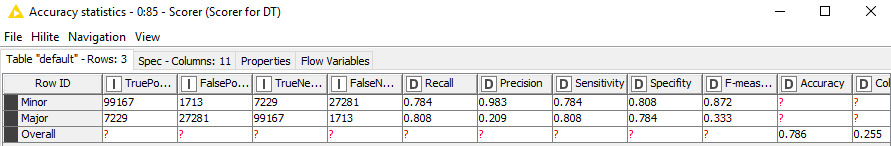 Accuracy statistics - 0:85 - Scorer (Scorer for DT)
File Hilite Navigation View
Table "default" - Rows: 3 Spec - Columns: 11 Properties Flow Variables
Row ID I TruePo... I FalsePo... I TrueNe... I FalseN... D Recall D Precision D Sensitivity D Specifity D F-meas... D Accuracy D Col
Minor 99167 1713 7229 27281 0.784 0.983 0.784 0.808 0.872 ? ?
Major 7229 27281 99167 1713 0.808 0.209 0.808 0.784 0.333 ? ?
Overall ? ? ? ? ? ? ? ? ? 0.786 0.255